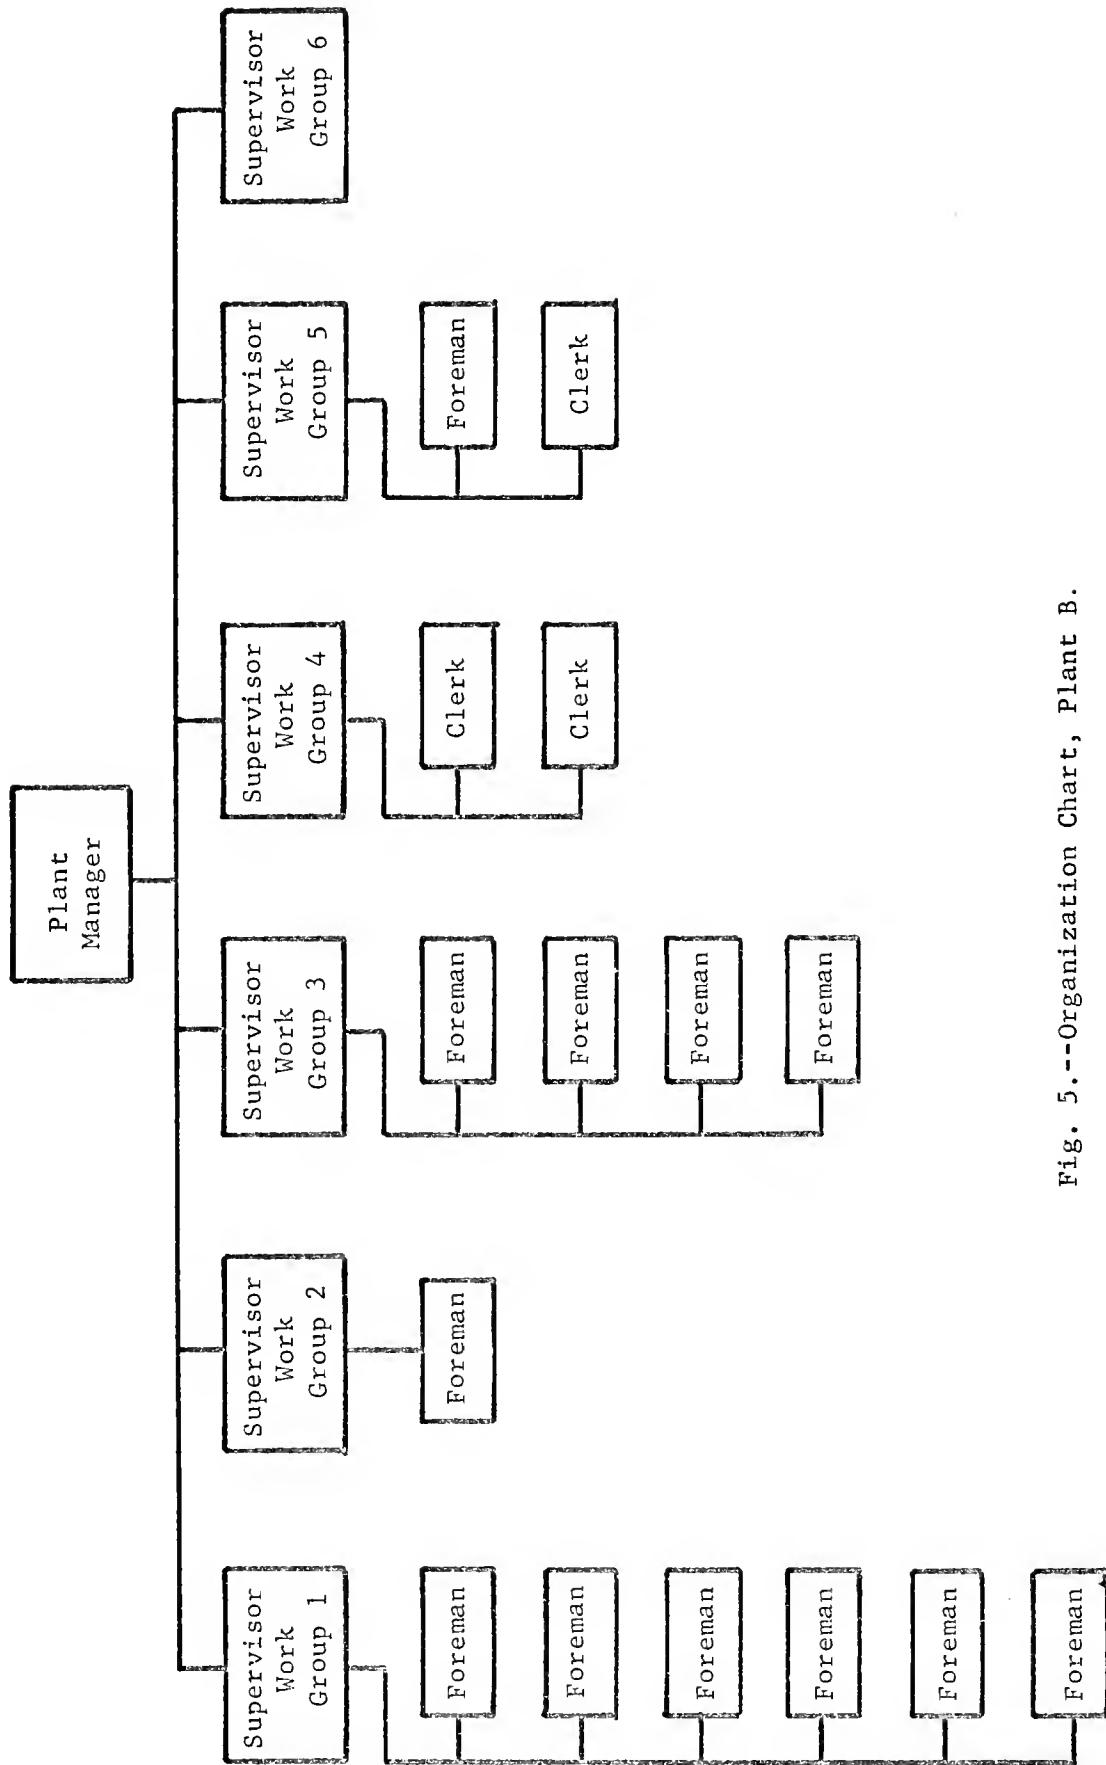 Plant
Manager
Supervisor
Work
Group 1
Supervisor
Work
Group 2
Supervisor
Work
Group 3
Supervisor
Work
Group 4
Supervisor
Work
Group 5
Supervisor
Work
Group 6
Foreman
Foreman
Foreman
Foreman
Foreman
Foreman
Foreman
Foreman
Foreman
Foreman
Foreman
Clerk
Clerk
Foreman
Clerk
Fig. 5.--Organization Chart, Plant B.